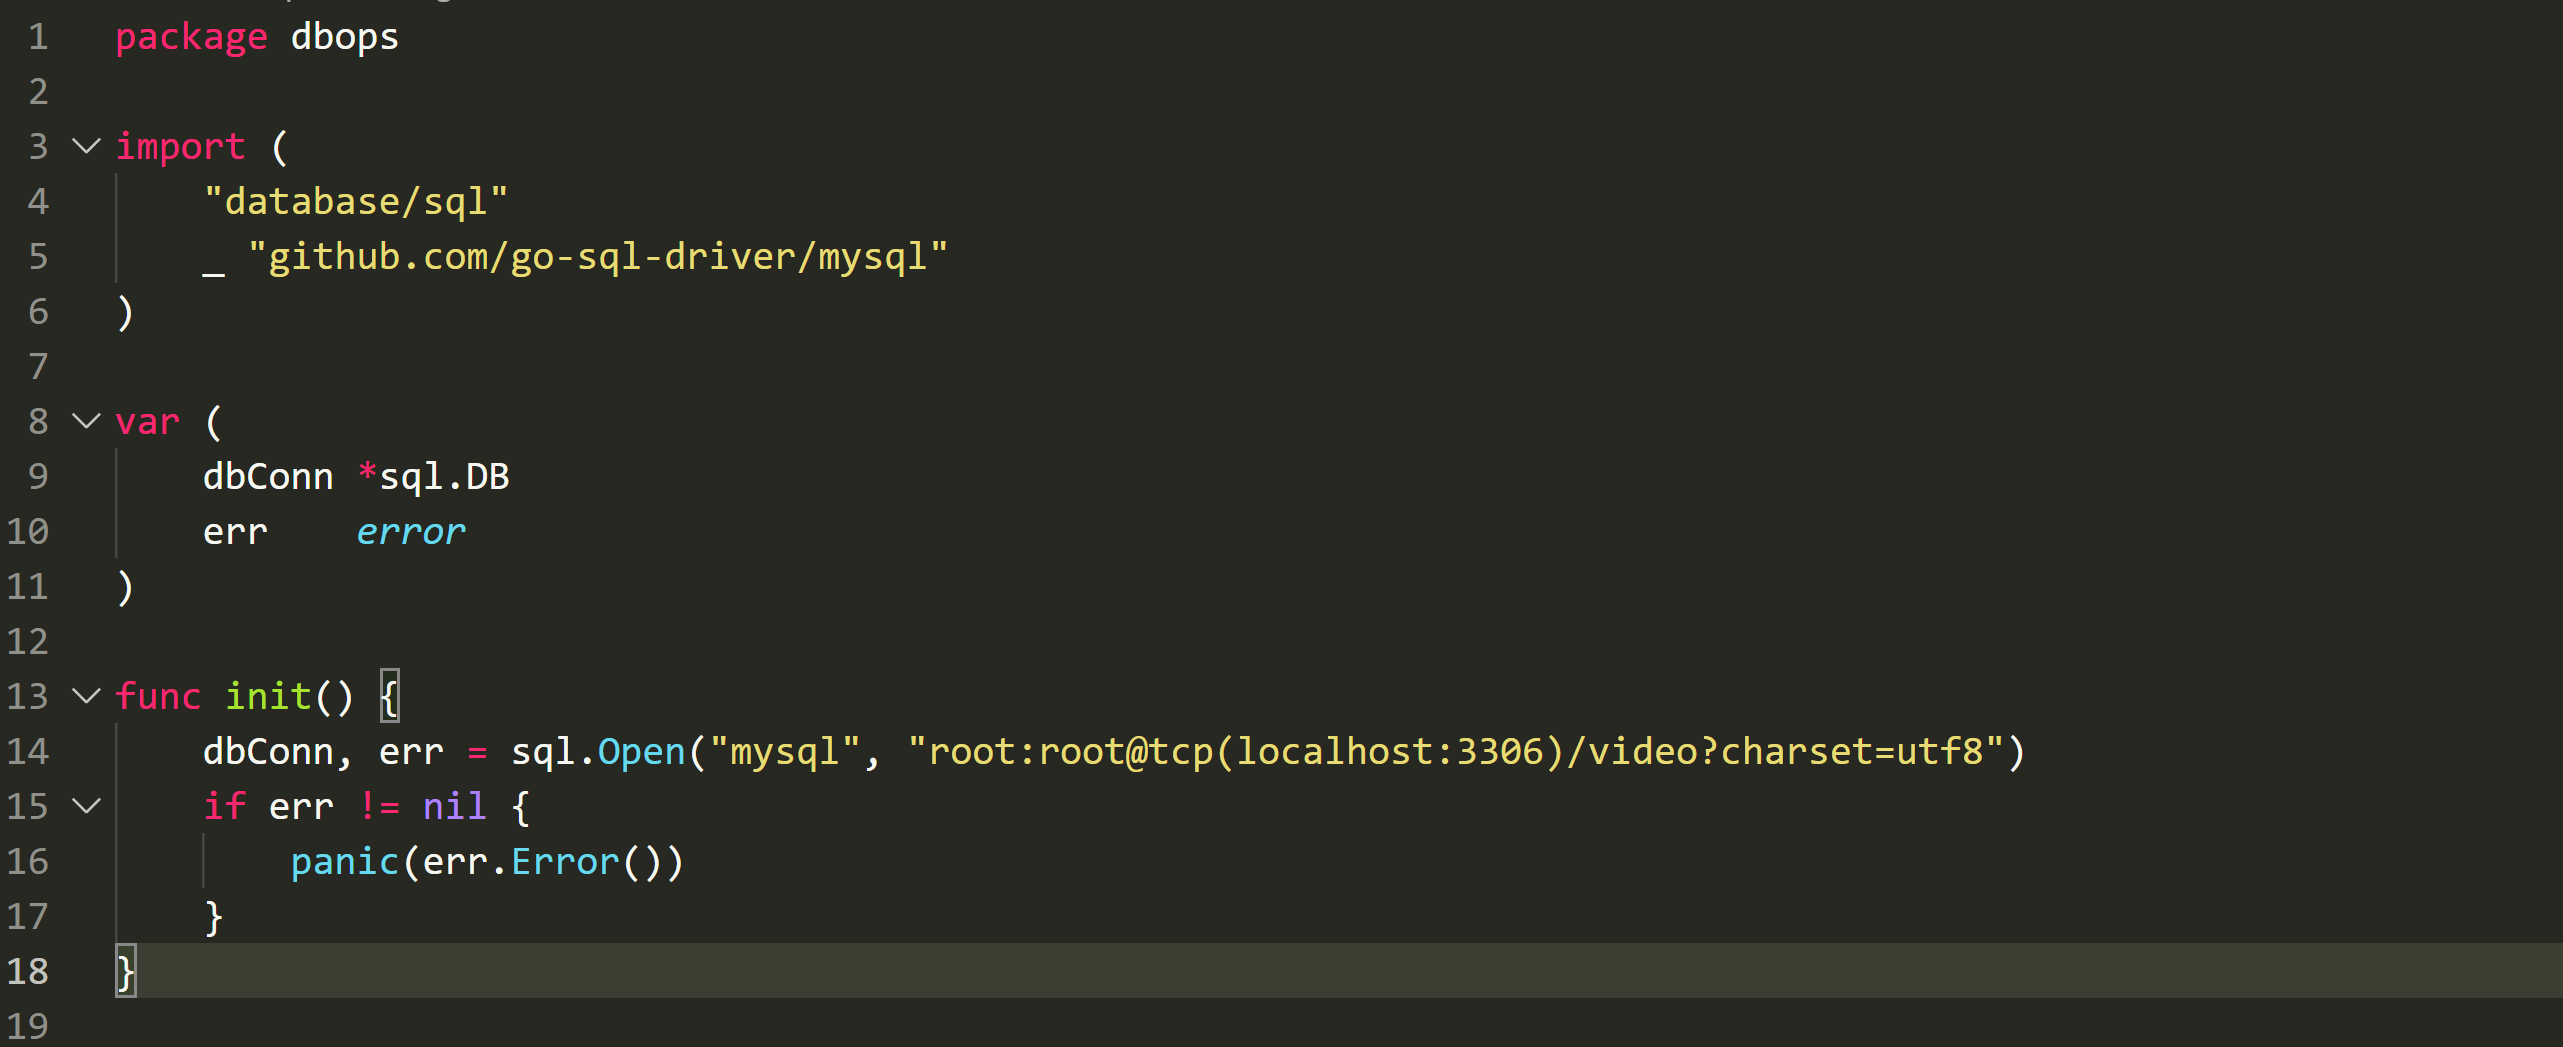 1 package dbops
2
3 import (
4     "database/sql"
5     _ "github.com/go-sql-driver/mysql"
6 )
7
8 var (
9     dbConn *sql.DB
10     err    error
11 )
12
13 func init() {
14     dbConn, err = sql.Open("mysql", "root:root@tcp(localhost:3306)/video?charset=utf8")
15     if err != nil {
16         panic(err.Error())
17     }
18 }
19